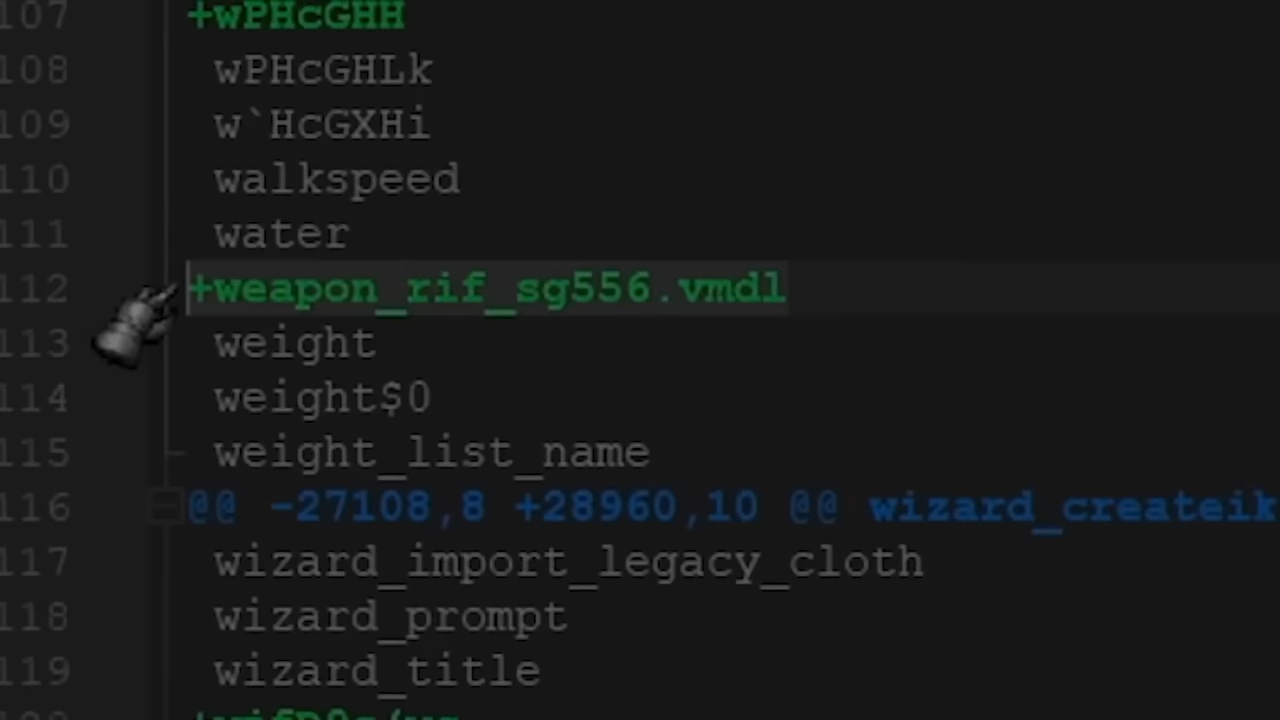 107 +wPHcGHH
108 wPHcGHLk
109 w`HcGXHi
110 walkspeed
111 water
112 +weapon_rif_sg556.vmdl
113 weight
114 weight$0
115 weight_list_name
116 @@ -27108,8 +28960,10 @@ wizard_createik
117 wizard_import_legacy_cloth
118 wizard_prompt
119 wizard_title